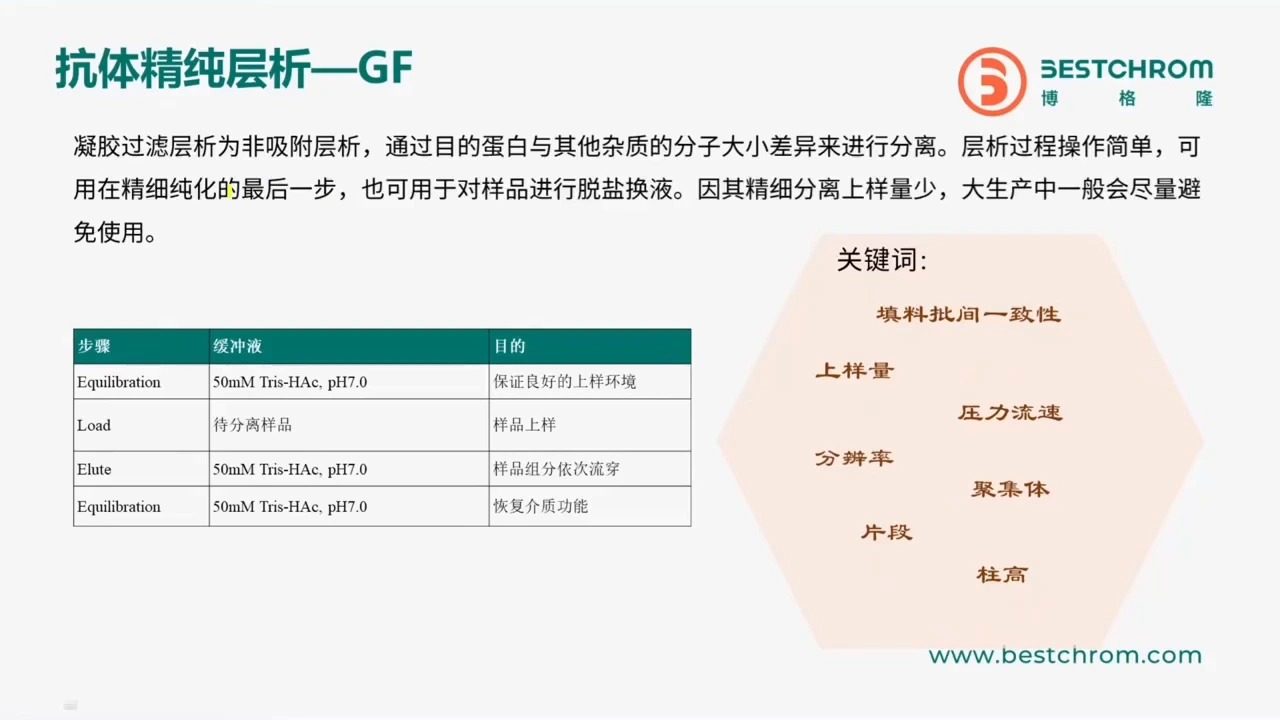 抗体精纯层析—GF
BESTCHROM
博格隆
凝胶过滤层析为非吸附层析，通过目的蛋白与其他杂质的分子大小差异来进行分离。层析过程操作简单，可
用在精细纯化的最后一步，也可用于对样品进行脱盐换液。因其精细分离上样量少，大生产中一般会尽量避
免使用。
步骤 缓冲液 目的
Equilibration 50mM Tris-HAc, pH7.0 保证良好的上样环境
Load 待分离样品 样品上样
Elute 50mM Tris-HAc, pH7.0 样品组分依次流穿
Equilibration 50mM Tris-HAc, pH7.0 恢复介质功能
关键词：
填料批间一致性
上样量
压力流速
分辨率
聚集体
片段
柱高
www.bestchrom.com